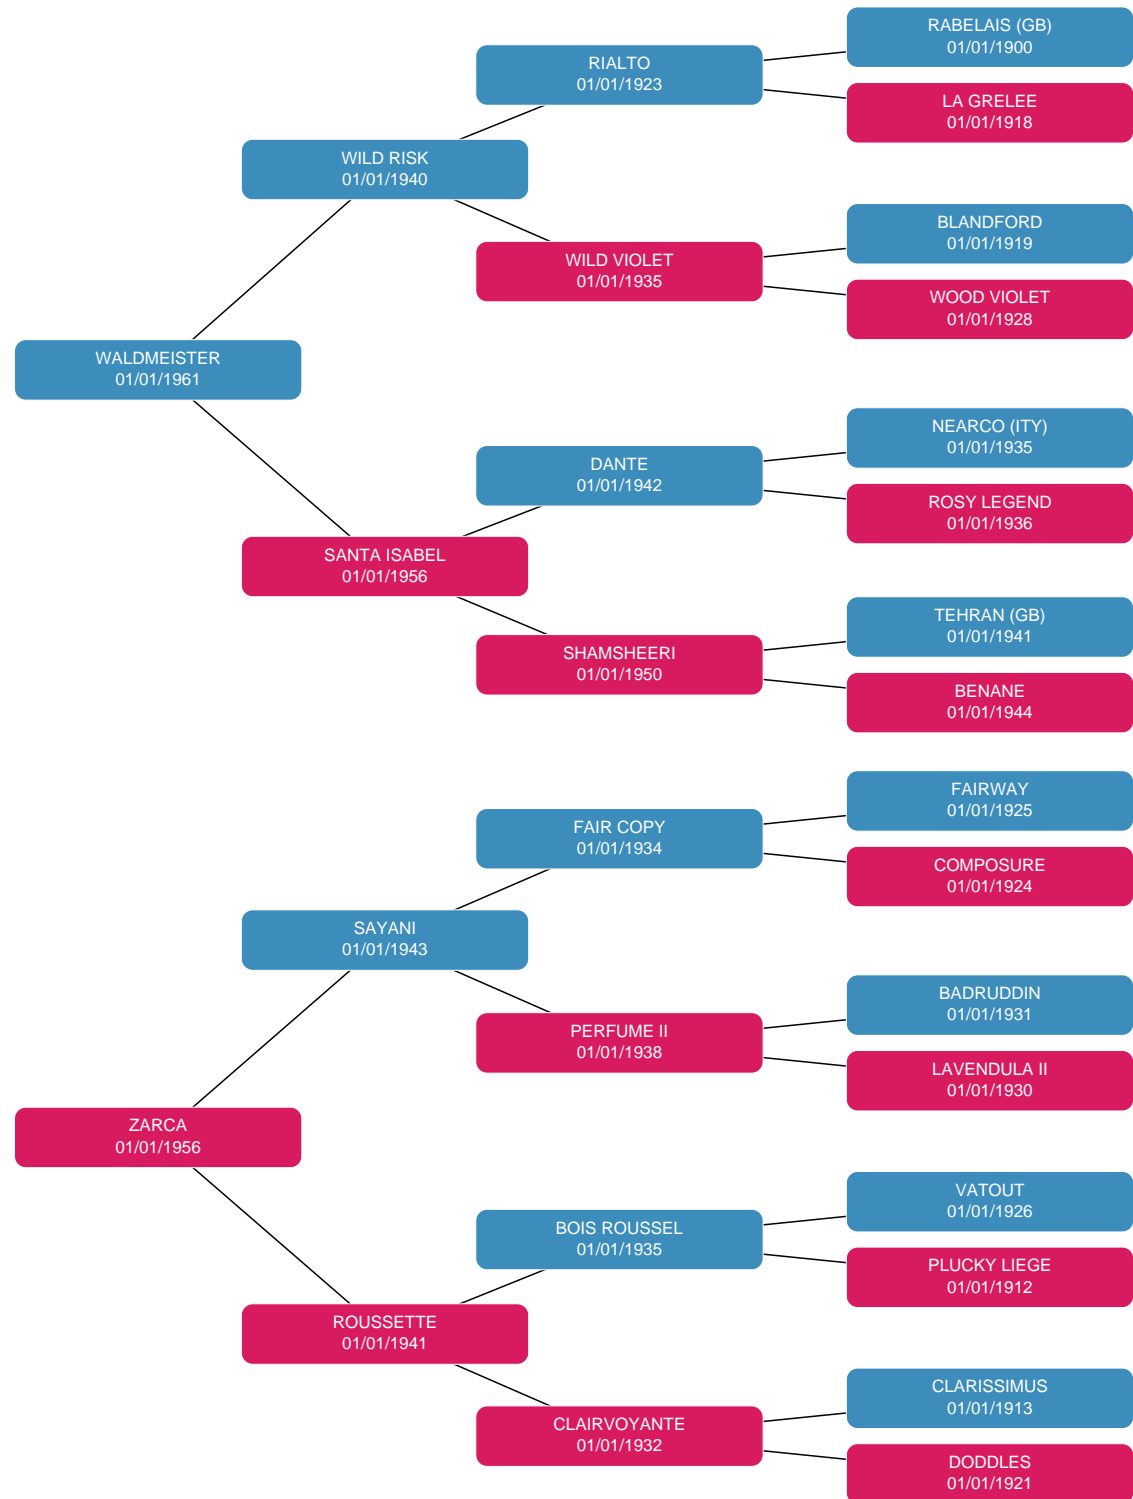 RABELAIS (GB)
01/01/1900
RIALTO
01/01/1923
LA GRELEE
01/01/1918
WILD RISK
01/01/1940
BLANDFORD
01/01/1919
WILD VIOLET
01/01/1935
WOOD VIOLET
01/01/1928
WALDMEISTER
01/01/1961
NEARCO (ITY)
01/01/1935
DANTE
01/01/1942
ROSY LEGEND
01/01/1936
SANTA ISABEL
01/01/1956
TEHRAN (GB)
01/01/1941
SHAMSHEERI
01/01/1950
BENANE
01/01/1944
FAIRWAY
01/01/1925
FAIR COPY
01/01/1934
COMPOSURE
01/01/1924
SAYANI
01/01/1943
BADRUDDIN
01/01/1931
PERFUME II
01/01/1938
LAVENDULA II
01/01/1930
ZARCA
01/01/1956
VATOUT
01/01/1926
BOIS ROUSSEL
01/01/1935
PLUCKY LIEGE
01/01/1912
ROUSSETTE
01/01/1941
CLARISSIMUS
01/01/1913
CLAIRVOYANTE
01/01/1932
DODDLES
01/01/1921